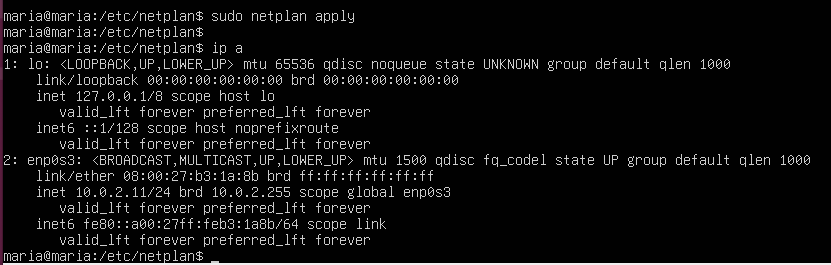 maria@maria:/etc/netplan$ sudo netplan apply
maria@maria:/etc/netplan$
maria@maria:/etc/netplan$ ip a
1: lo: <LOOPBACK,UP,LOWER_UP> mtu 65536 qdisc noqueue state UNKNOWN group default qlen 1000
    link/loopback 00:00:00:00:00:00 brd 00:00:00:00:00:00
    inet 127.0.0.1/8 scope host lo
       valid_lft forever preferred_lft forever
    inet6 ::1/128 scope host noprefixroute
       valid_lft forever preferred_lft forever
2: enp0s3: <BROADCAST,MULTICAST,UP,LOWER_UP> mtu 1500 qdisc fq_codel state UP group default qlen 1000
    link/ether 08:00:27:b3:1a:8b brd ff:ff:ff:ff:ff:ff
    inet 10.0.2.11/24 brd 10.0.2.255 scope global enp0s3
       valid_lft forever preferred_lft forever
    inet6 fe80::a00:27ff:feb3:1a8b/64 scope link
       valid_lft forever preferred_lft forever
maria@maria:/etc/netplan$ _